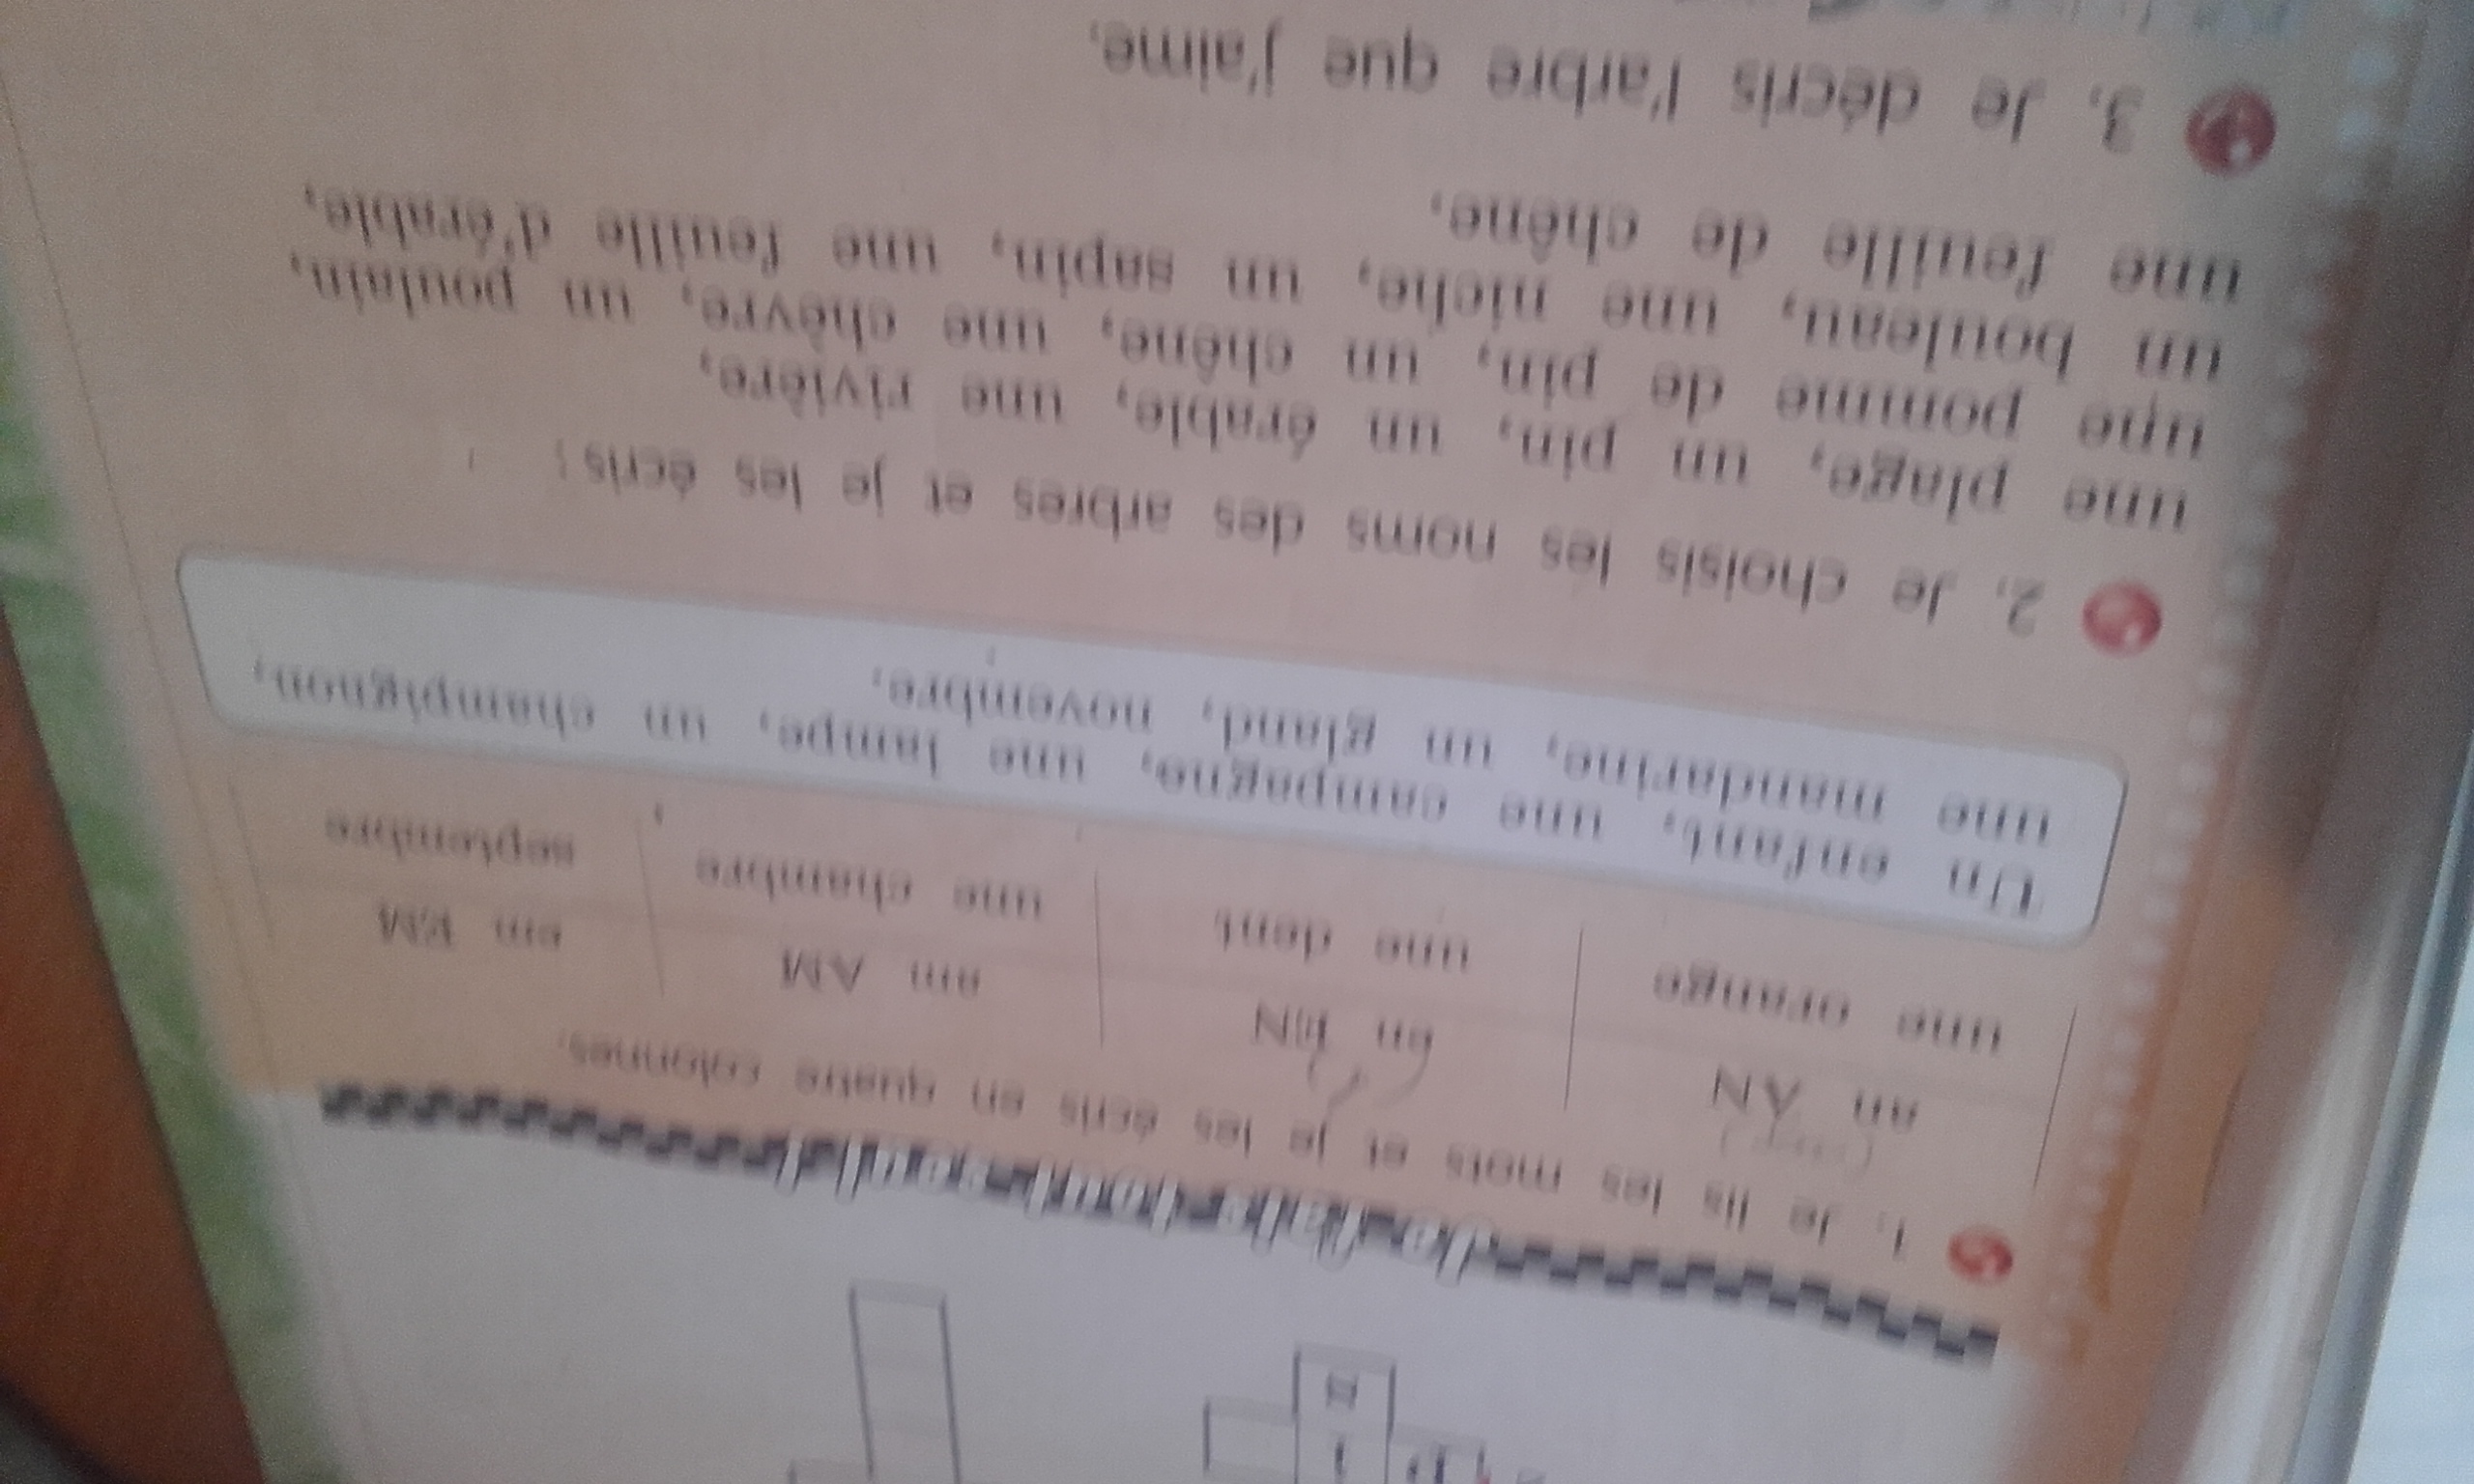 Je fais tout seul
1. Je lis les mots et je les écris en quatre colonnes.
an AN en EN am AM em EM
une orange une dent une chambre septembre
Un enfant, une campagne, une lampe, un champignon,
une mandarine, un gland, novembre.
2. Je choisis les noms des arbres et je les écris :
une plage, un pin, un érable, une rivière,
une pomme de pin, un chêne, une chèvre, un poulain,
un bouleau, une niche, un sapin, une feuille d'érable,
une feuille de chêne.
3. Je décris l'arbre que j'aime.